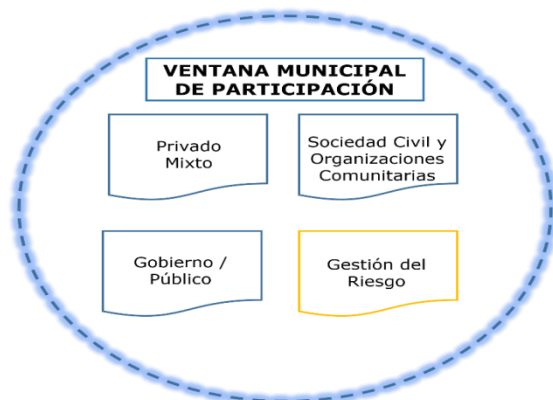 VENTANA MUNICIPAL
DE PARTICIPACIÓN
Privado
Mixto
Sociedad Civil y
Organizaciones
Comunitarias
Gobierno /
Público
Gestión del
Riesgo